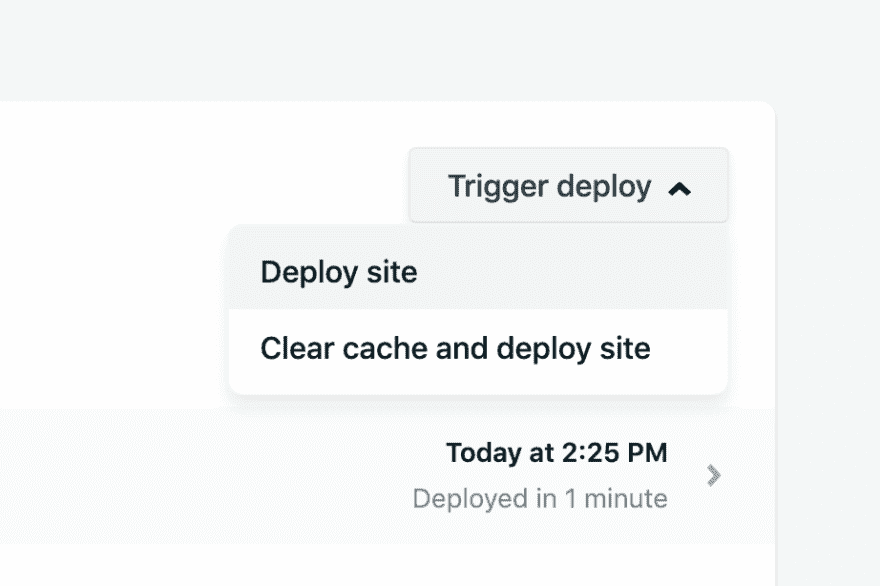 Trigger deploy
Deploy site
Clear cache and deploy site
Today at 2:25 PM
Deployed in 1 minute